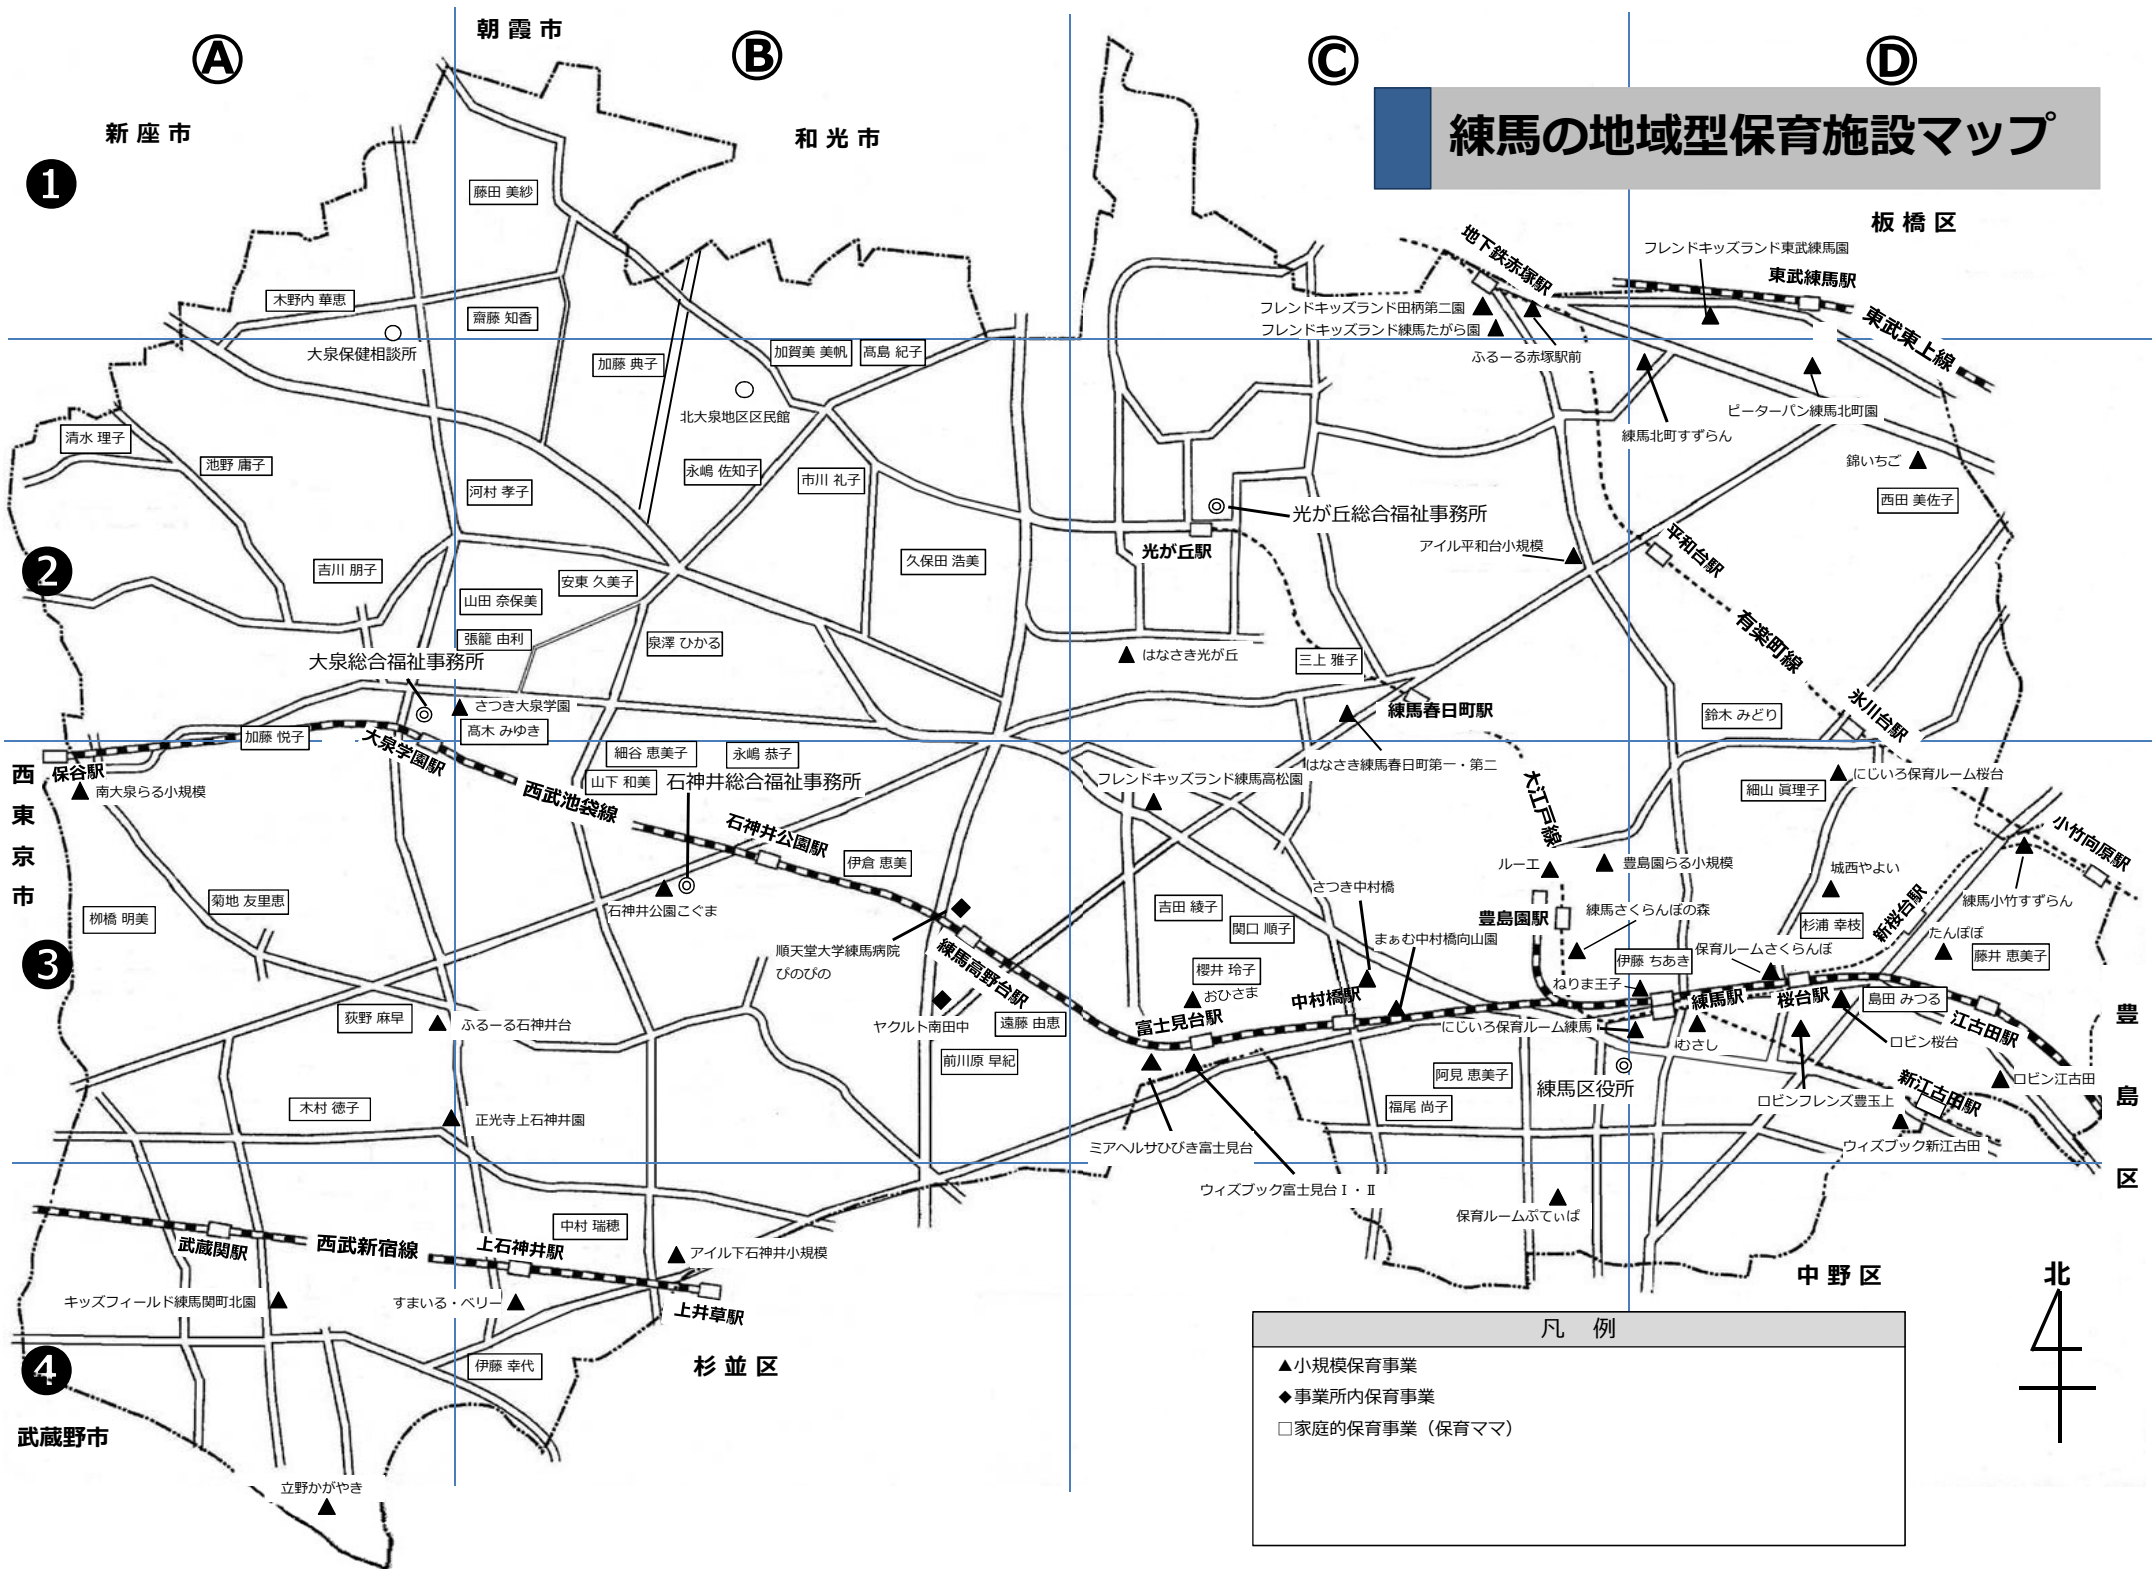 Ⓐ
Ⓑ
Ⓒ
Ⓓ
朝霞市
新座市
和光市
練馬の地域型保育施設マップ
❶
藤田 美紗
板橋区
地下鉄赤塚駅
フレンドキッズランド東武練馬園
東武練馬駅
木野内 華恵
齋藤 知香
大泉保健相談所
フレンドキッズランド田柄第二園
フレンドキッズランド練馬たがら園
ふるーる赤塚駅前
東武東上線
加藤 典子
加賀美 美帆
髙島 紀子
北大泉地区区民館
ピーターパン練馬北町園
練馬北町すずらん
清水 理子
池野 庸子
河村 孝子
永嶋 佐知子
市川 礼子
錦いちご
西田 美佐子
光が丘総合福祉事務所
光が丘駅
アイル平和台小規模
平和台駅
❷
吉川 朋子
安東 久美子
久保田 浩美
山田 奈保美
張籠 由利
泉澤 ひかる
有楽町線
大泉総合福祉事務所
はなさき光が丘
三上 雅子
さつき大泉学園
髙木 みゆき
練馬春日町駅
鈴木 みどり
氷川台駅
加藤 悦子
大泉学園駅
細谷 恵美子
永嶋 恭子
はなさき練馬春日町第一・第二
西東京市
保谷駅
南大泉らる小規模
山下 和美
石神井総合福祉事務所
西武池袋線
石神井公園駅
フレンドキッズランド練馬高松園
大江戸線
細山 眞理子
にじいろ保育ルーム桜台
小竹向原駅
伊倉 恵美
ルーエ
豊島園らる小規模
城西やよい
練馬小竹すずらん
菊地 友里恵
栁橋 明美
石神井公園こぐま
さつき中村橋
吉田 綾子
関口 順子
豊島園駅
練馬さくらんぼの森
杉浦 幸枝
新桜台駅
たんぽぽ
藤井 恵美子
❸
順天堂大学練馬病院
ぴのぴの
練馬高野台駅
まぁむ中村橋向山園
櫻井 玲子
おひさま
伊藤 ちあき
保育ルームさくらんぼ
ねりま王子
荻野 麻早
ふるーる石神井台
ヤクルト南田中
遠藤 由恵
富士見台駅
中村橋駅
にじいろ保育ルーム練馬
練馬駅
桜台駅
島田 みつる
江古田駅
むさし
ロビン桜台
前川原 早紀
阿見 恵美子
練馬区役所
福尾 尚子
ロビンフレンズ豊玉上
新江古田駅
ロビン江古田
豊島区
木村 徳子
正光寺上石神井園
ミアヘルサひびき富士見台
ウィズブック新江古田
ウィズブック富士見台Ⅰ・Ⅱ
保育ルームぷてぃぱ
武蔵関駅
西武新宿線
上石神井駅
中村 瑞穂
アイル下石神井小規模
キッズフィールド練馬関町北園
すまいる・ベリー
上井草駅
中野区
北
❹
伊藤 幸代
杉並区
武蔵野市
立野かがやき
凡 例
▲小規模保育事業
◆事業所内保育事業
□家庭的保育事業（保育ママ）